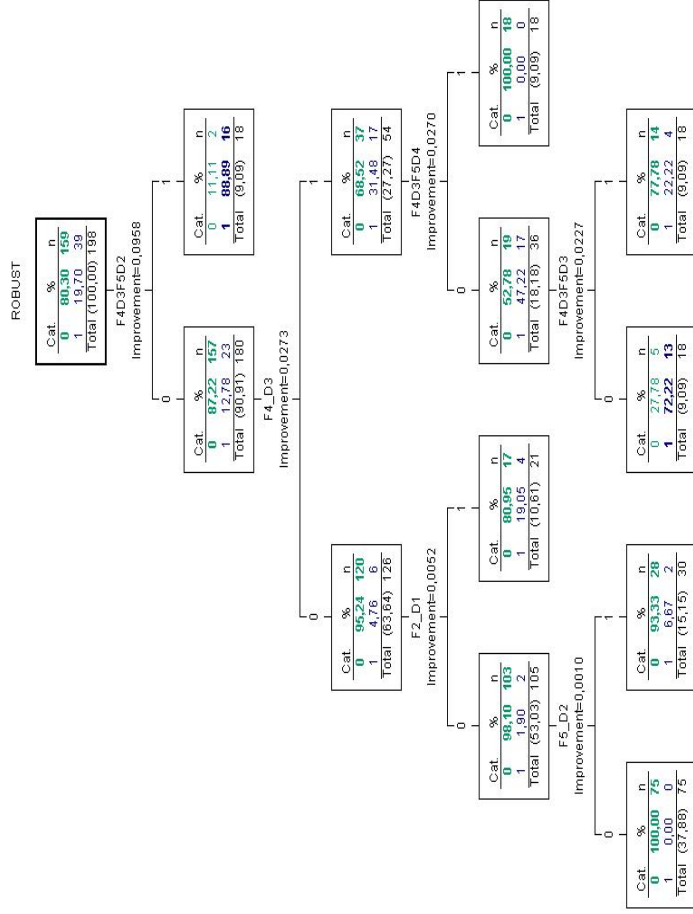 ROBUST
Cat. % n
0 80,30 159
1 19,70 39
Total (100,00) 198
F4D3F5D2
Improvement=0,0958
0
1
Cat. % n
0 87,22 157
1 12,78 23
Total (90,91) 180
Cat. % n
0 11,11 2
1 88,89 16
Total (9,09) 18
F4_D3
Improvement=0,0273
0
1
Cat. % n
0 95,24 120
1 4,76 6
Total (63,64) 126
Cat. % n
0 68,52 37
1 31,48 17
Total (27,27) 54
F2_D1
Improvement=0,0052
F4D3F5D4
Improvement=0,0270
0
1
0
1
Cat. % n
0 98,10 103
1 1,90 2
Total (53,03) 105
Cat. % n
0 80,95 17
1 19,05 4
Total (10,61) 21
Cat. % n
0 52,78 19
1 47,22 17
Total (18,18) 36
Cat. % n
0 100,00 18
1 0,00 0
Total (9,09) 18
F5_D2
Improvement=0,0010
F4D3F5D3
Improvement=0,0227
0
1
0
1
Cat. % n
0 100,00 75
1 0,00 0
Total (37,88) 75
Cat. % n
0 93,33 28
1 6,67 2
Total (15,15) 30
Cat. % n
0 27,78 5
1 72,22 13
Total (9,09) 18
Cat. % n
0 77,78 14
1 22,22 4
Total (9,09) 18